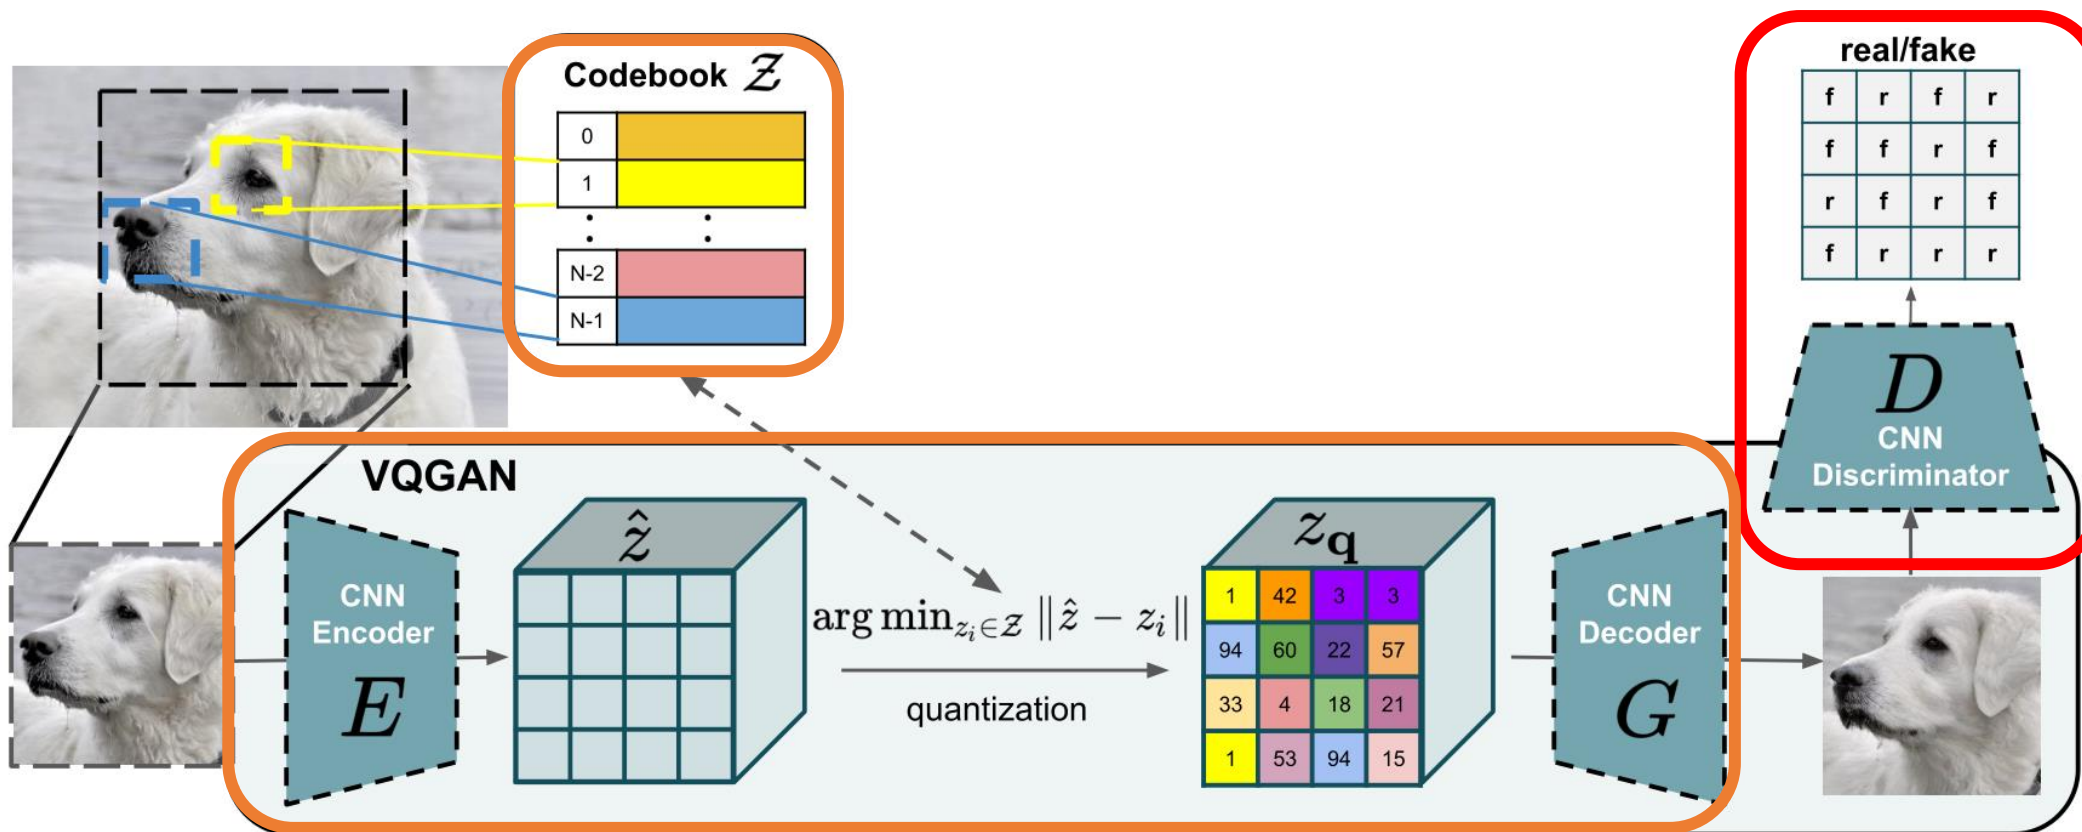 Codebook 𝒵
0
1
N-2
N-1
real/fake
f r f r
f f r f
r f r f
f r r r
D
CNN
Discriminator
VQGAN
CNN
Encoder
E
ẑ
arg min_{z_i∈𝒵} ‖ẑ − z_i‖
quantization
z_q
1 42 3 3
94 60 22 57
33 4 18 21
1 53 94 15
CNN
Decoder
G